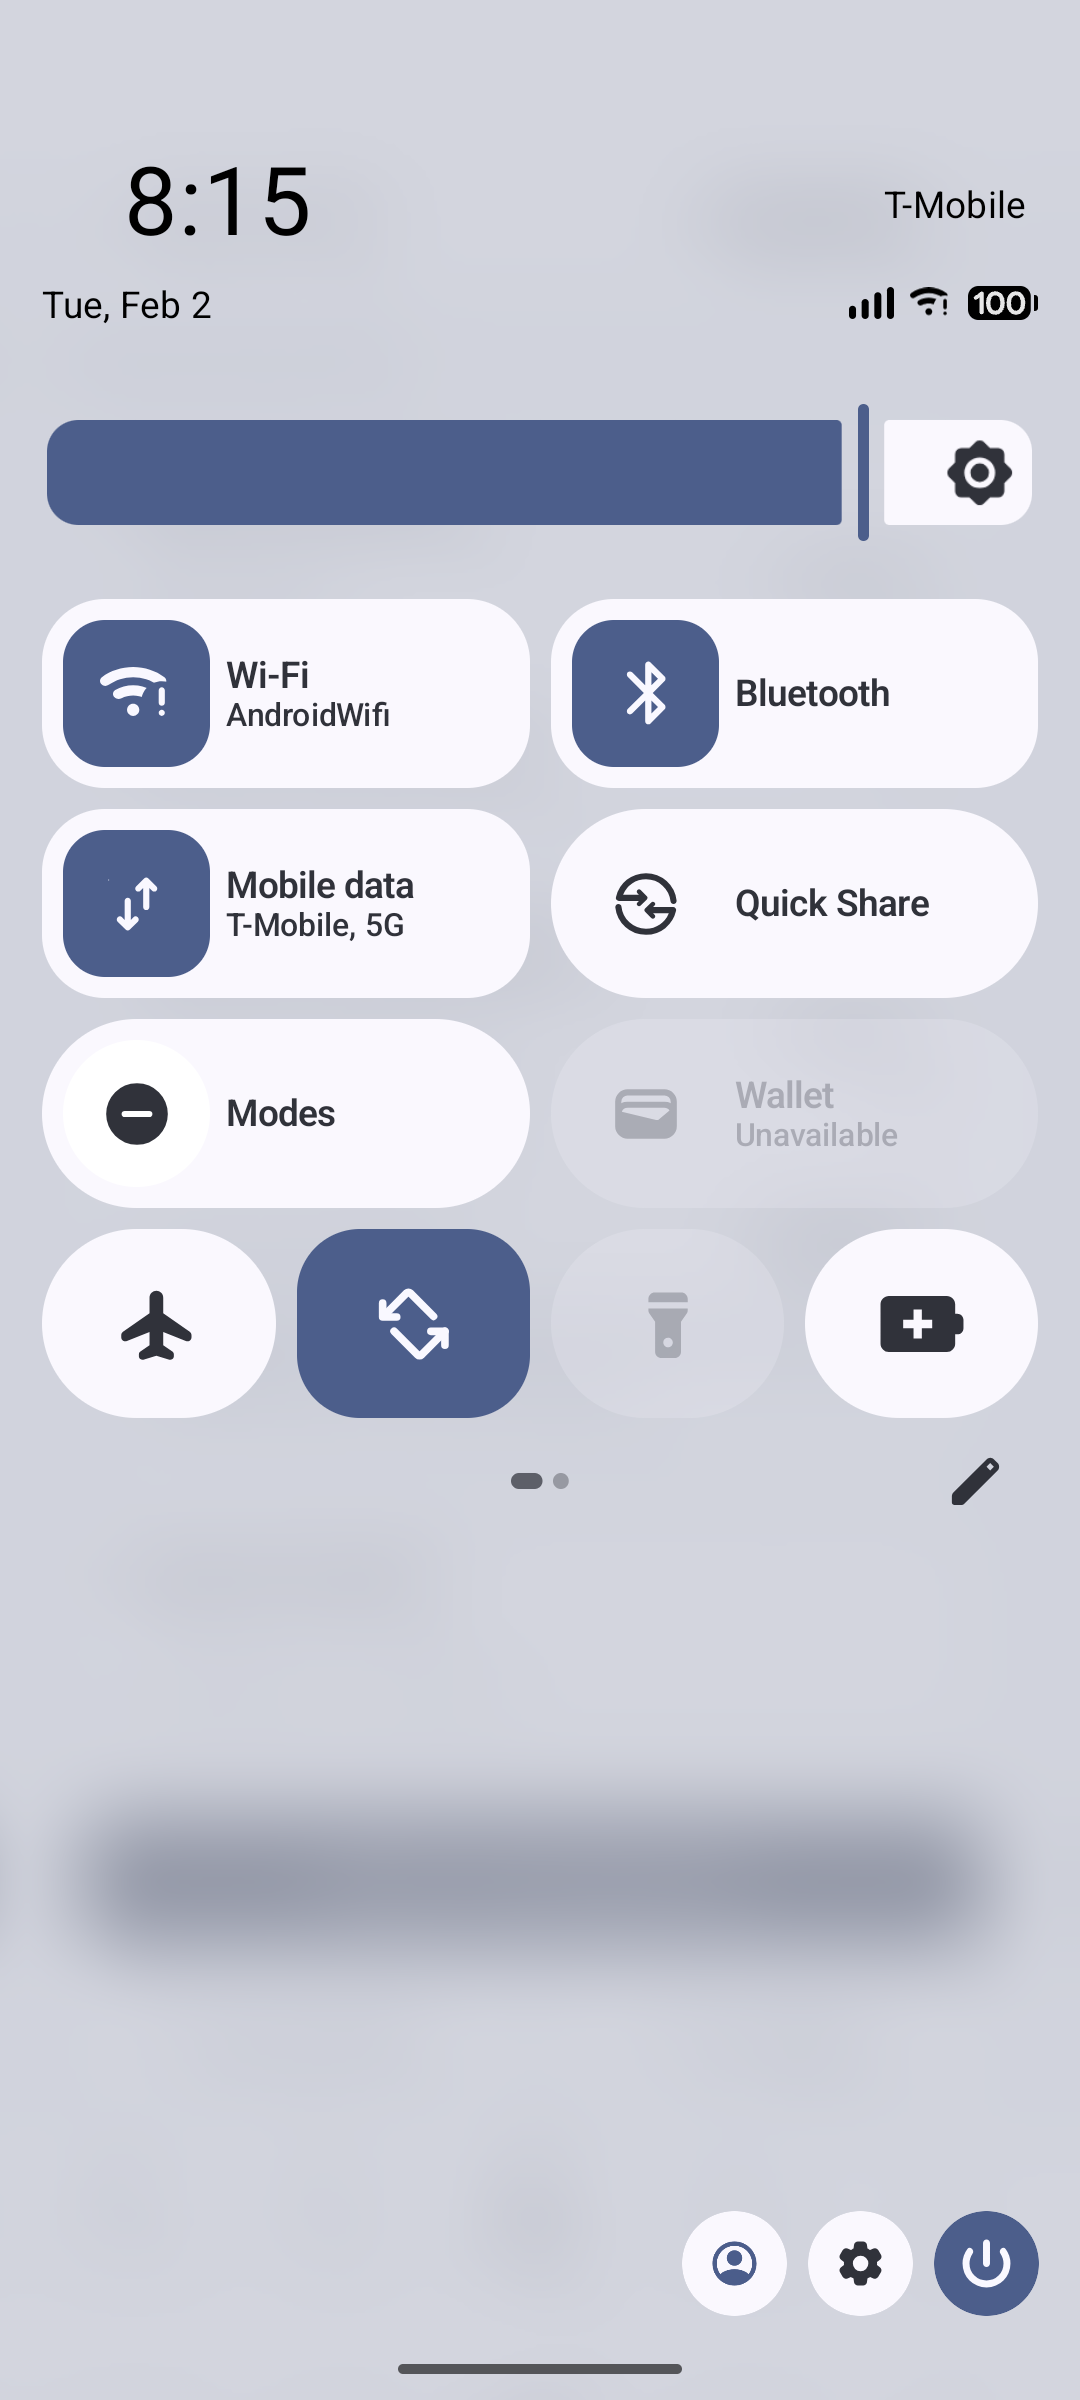 8:15
T-Mobile
Tue, Feb 2
100
Wi-Fi
AndroidWifi
Bluetooth
Mobile data
T-Mobile, 5G
Quick Share
Modes
Wallet
Unavailable